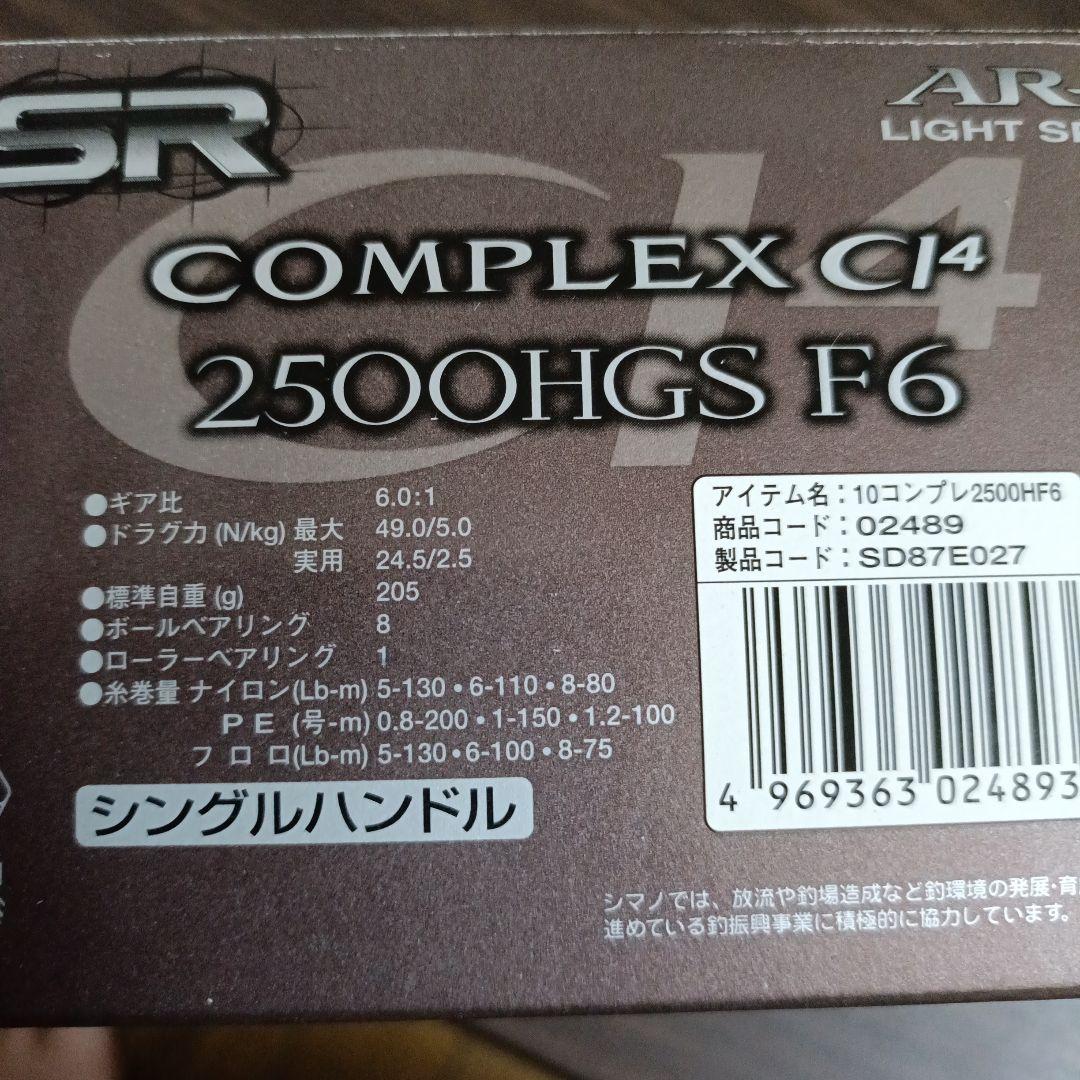 SR
AR-
LIGHT
CI4
COMPLEX CI4
2500HGS F6
●ギア比 6.0:1
●ドラグ力 (N/kg) 最大 49.0/5.0
実用 24.5/2.5
●標準自重 (g) 205
●ボールベアリング 8
●ローラーベアリング 1
●糸巻量 ナイロン(Lb-m) 5-130・6-110・8-80
PE (号-m) 0.8-200・1-150・1.2-100
フロロ(Lb-m) 5-130・6-100・8-75
シングルハンドル
アイテム名：10コンプレ2500HF6
商品コード：02489
製品コード：SD87E027
4 969363 024893
シマノでは、放流や釣場造成など釣環境の発展・育
進めている釣振興事業に積極的に協力しています。